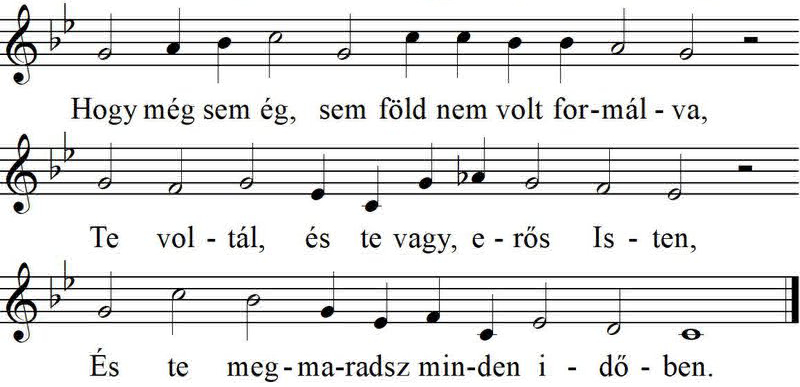 Hogy még sem ég, sem föld nem volt for-mál - va,
Te vol - tál, és te vagy, e - rős Is - ten,
És te meg - ma-radsz min-den i - dő - ben.